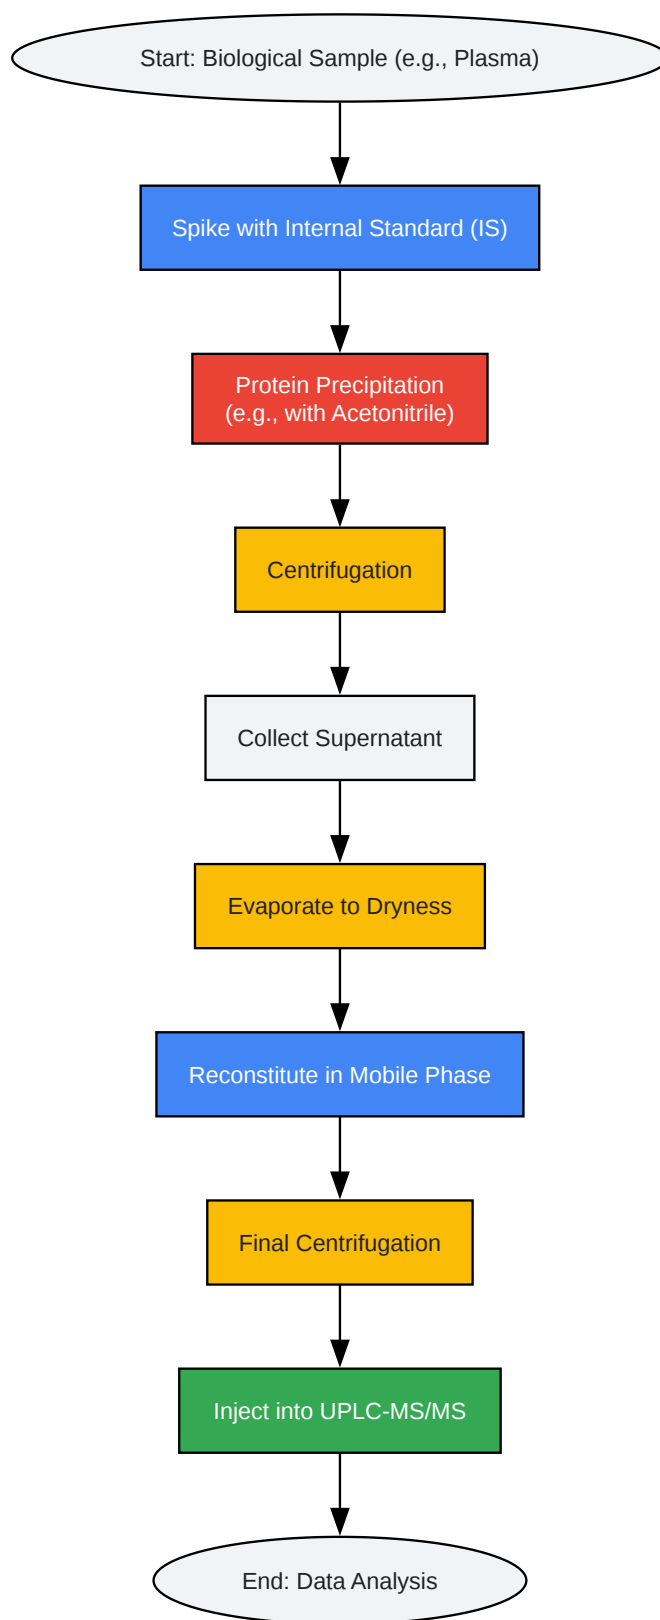 Start: Biological Sample (e.g., Plasma)
Spike with Internal Standard (IS)
Protein Precipitation
(e.g., with Acetonitrile)
Centrifugation
Collect Supernatant
Evaporate to Dryness
Reconstitute in Mobile Phase
Final Centrifugation
Inject into UPLC-MS/MS
End: Data Analysis